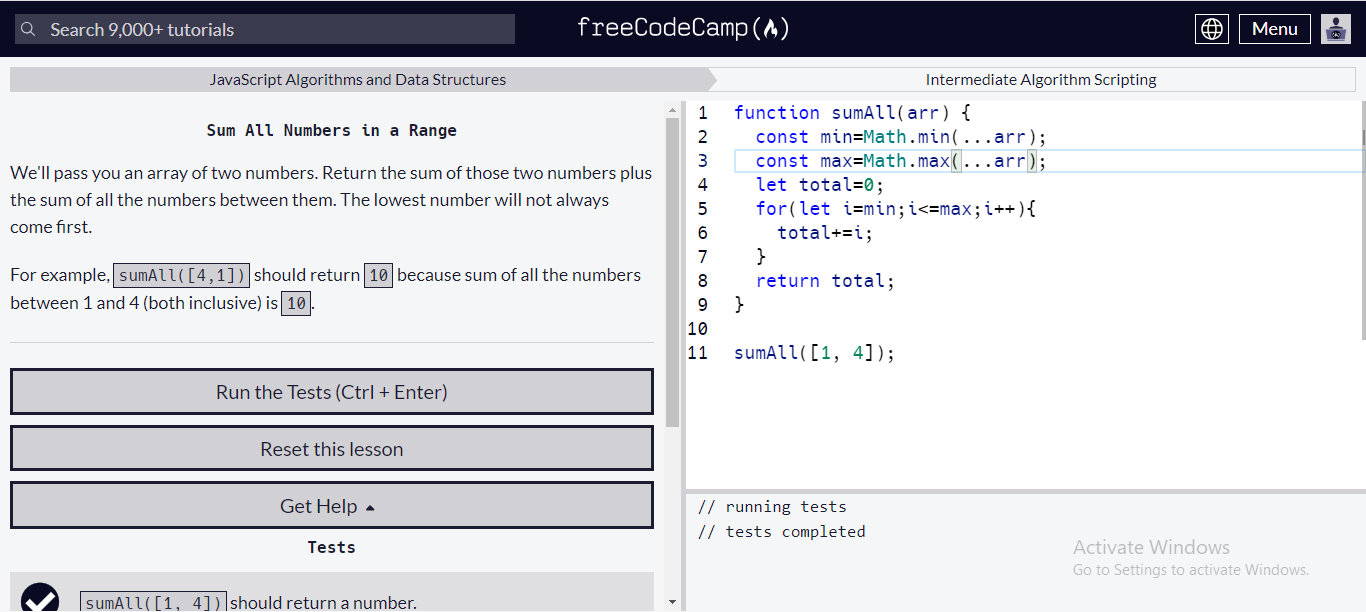 Search 9,000+ tutorials
freeCodeCamp
Menu
JavaScript Algorithms and Data Structures
Intermediate Algorithm Scripting
Sum All Numbers in a Range
We'll pass you an array of two numbers. Return the sum of those two numbers plus
the sum of all the numbers between them. The lowest number will not always
come first.
For example, sumAll([4,1]) should return 10 because sum of all the numbers
between 1 and 4 (both inclusive) is 10.
Run the Tests (Ctrl + Enter)
Reset this lesson
Get Help
Tests
sumAll([1, 4]) should return a number.
1 function sumAll(arr) {
2 const min=Math.min(...arr);
3 const max=Math.max(...arr);
4 let total=0;
5 for(let i=min;i<=max;i++){
6 total+=i;
7 }
8 return total;
9 }
10
11 sumAll([1, 4]);
// running tests
// tests completed
Activate Windows
Go to Settings to activate Windows.